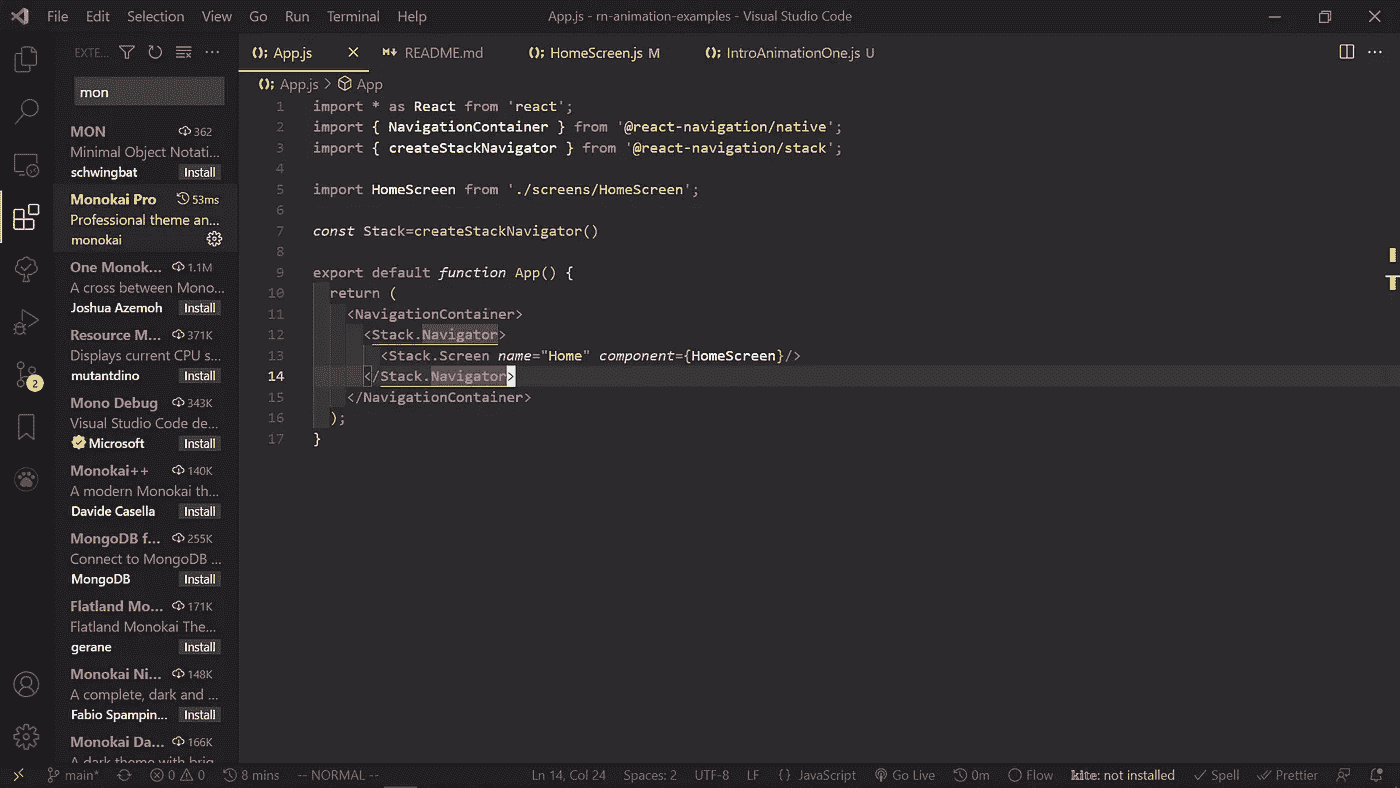 File Edit Selection View Go Run Terminal Help App.js - rn-animation-examples - Visual Studio Code
EXTE...
mon
MON 362
Minimal Object Notati...
schwingbat Install
Monokai Pro 53ms
Professional theme an...
monokai
One Monok... 1.1M
A cross between Mono...
Joshua Azemoh Install
Resource M... 371K
Displays current CPU s...
mutantdino Install
Mono Debug 343K
Visual Studio Code de...
Microsoft Install
Monokai++ 140K
A modern Monokai th...
Davide Casella Install
MongoDB f... 255K
Connect to MongoDB ...
MongoDB Install
Flatland Mo... 171K
Flatland Monokai The...
gerane Install
Monokai Ni... 148K
A complete, dark and ...
Fabio Spampin... Install
Monokai Da... 166K
A dark theme with brig...
2
(); App.js M↓ README.md (); HomeScreen.js M (); IntroAnimationOne.js U
(); App.js > App
1 import * as React from 'react';
2 import { NavigationContainer } from '@react-navigation/native';
3 import { createStackNavigator } from '@react-navigation/stack';
4
5 import HomeScreen from './screens/HomeScreen';
6
7 const Stack=createStackNavigator()
8
9 export default function App() {
10 return (
11 <NavigationContainer>
12 <Stack.Navigator>
13 <Stack.Screen name="Home" component={HomeScreen}/>
14 </Stack.Navigator>
15 </NavigationContainer>
16 );
17 }
main* 0 0 8 mins -- NORMAL -- Ln 14, Col 24 Spaces: 2 UTF-8 LF {} JavaScript Go Live 0m Flow kite: not installed Spell Prettier